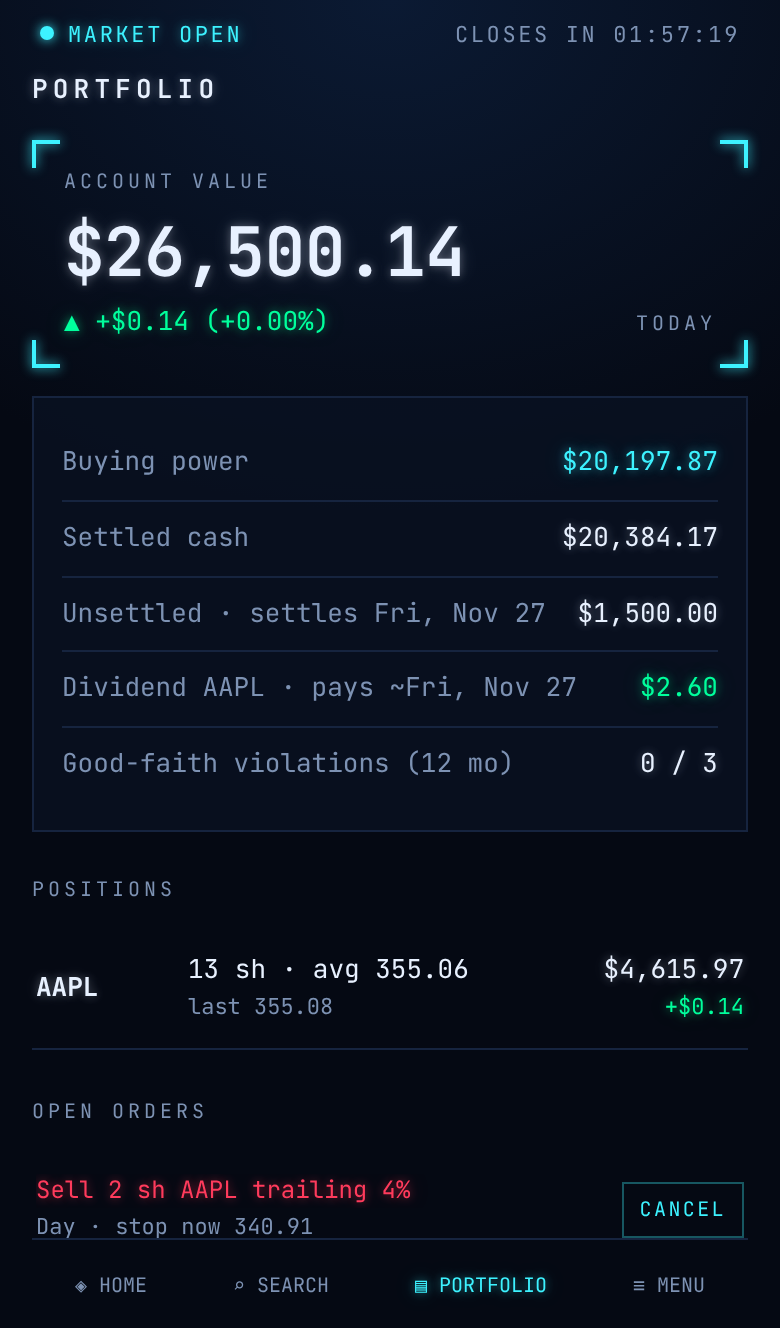 MARKET OPEN CLOSES IN 01:57:19
PORTFOLIO
ACCOUNT VALUE
$26,500.14
▲ +$0.14 (+0.00%) TODAY
Buying power $20,197.87
Settled cash $20,384.17
Unsettled · settles Fri, Nov 27 $1,500.00
Dividend AAPL · pays ~Fri, Nov 27 $2.60
Good-faith violations (12 mo) 0 / 3
POSITIONS
13 sh · avg 355.06 $4,615.97
AAPL
last 355.08 +$0.14
OPEN ORDERS
Sell 2 sh AAPL trailing 4%
CANCEL
Day · stop now 340.91
◈ HOME ⌕ SEARCH ▤ PORTFOLIO ≡ MENU